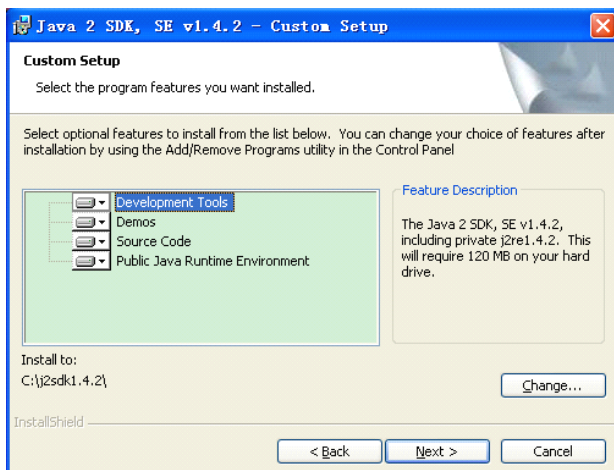 Java 2 SDK, SE v1.4.2 - Custom Setup
Custom Setup
Select the program features you want installed.
Select optional features to install from the list below.  You can change your choice of features after
installation by using the Add/Remove Programs utility in the Control Panel
Development Tools
Demos
Source Code
Public Java Runtime Environment
Feature Description
The Java 2 SDK, SE v1.4.2,
including private j2re1.4.2.  This
will require 120 MB on your hard
drive.
Install to:
C:\j2sdk1.4.2\
Change...
InstallShield
< Back
Next >
Cancel